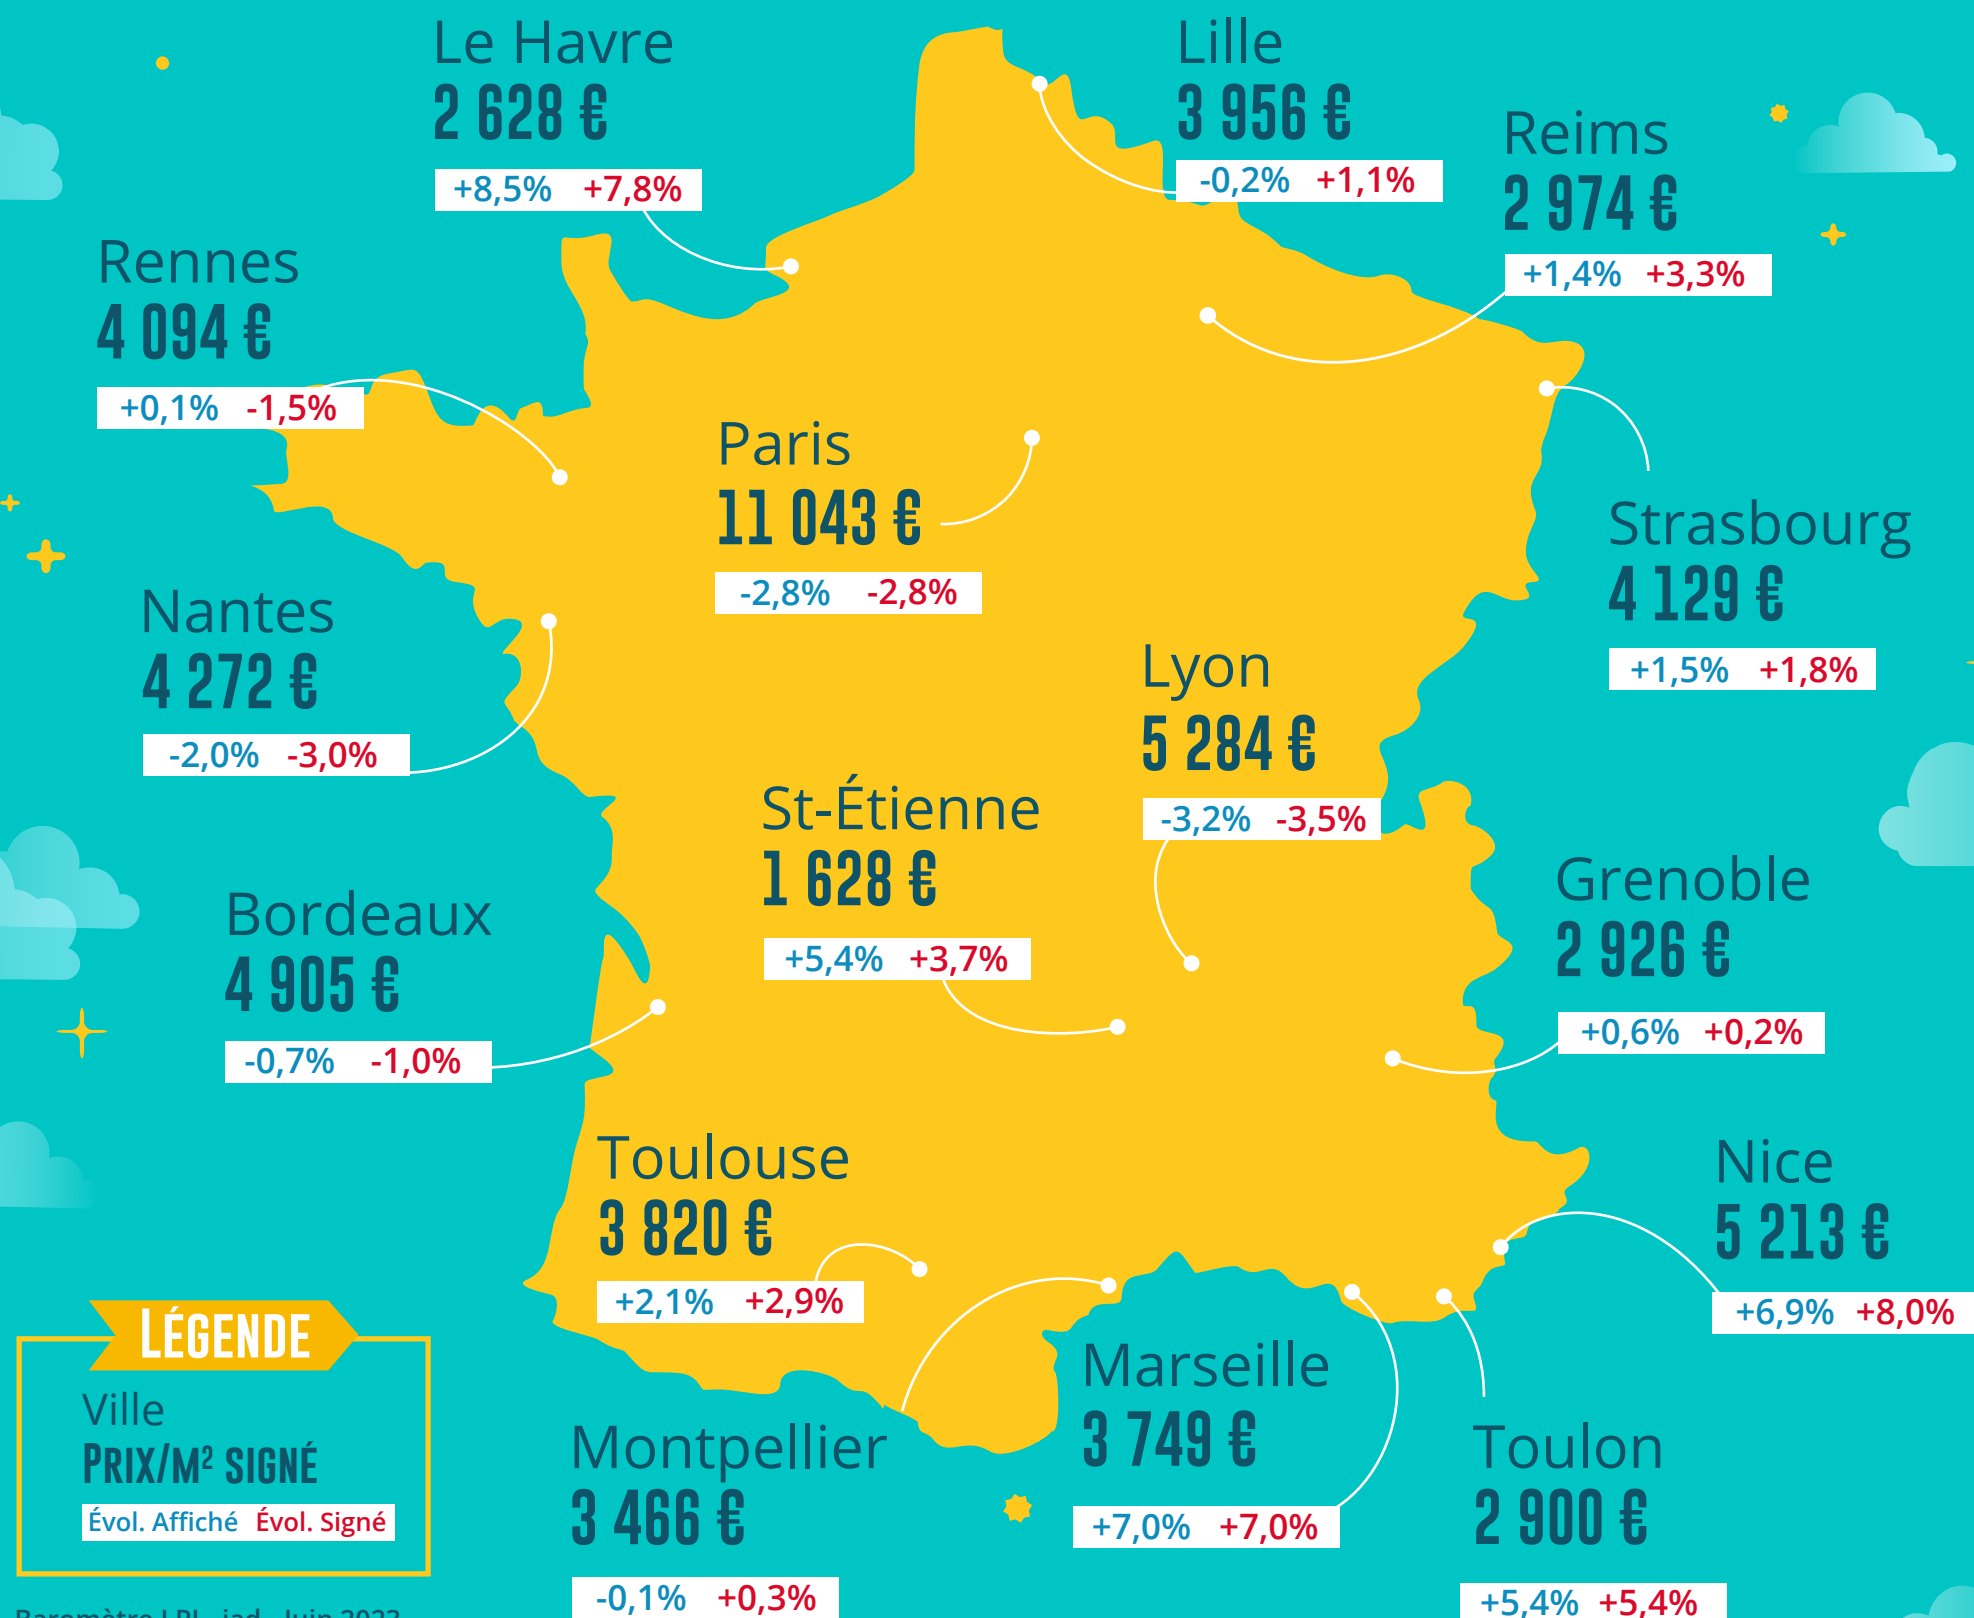 Le Havre
2 628 €
+8,5% +7,8%
Lille
3 956 €
-0,2% +1,1%
Reims
2 974 €
+1,4% +3,3%
Rennes
4 094 €
+0,1% -1,5%
Paris
11 043 €
-2,8% -2,8%
Strasbourg
4 129 €
+1,5% +1,8%
Nantes
4 272 €
-2,0% -3,0%
Lyon
5 284 €
-3,2% -3,5%
St-Étienne
1 628 €
+5,4% +3,7%
Grenoble
2 926 €
+0,6% +0,2%
Bordeaux
4 905 €
-0,7% -1,0%
Toulouse
3 820 €
+2,1% +2,9%
Nice
5 213 €
+6,9% +8,0%
Marseille
3 749 €
+7,0% +7,0%
Montpellier
3 466 €
-0,1% +0,3%
Toulon
2 900 €
+5,4% +5,4%
LÉGENDE
Ville
PRIX/M² SIGNÉ
Évol. Affiché Évol. Signé
Baromètre LPI - iad - Juin 2023